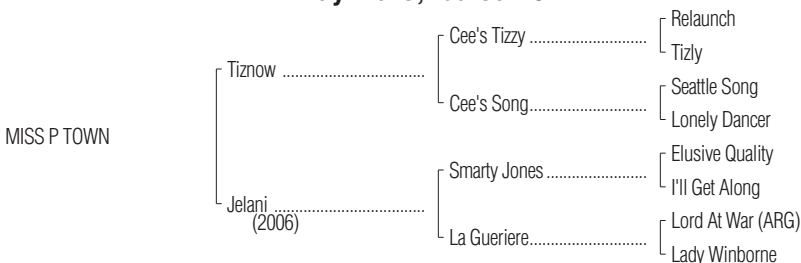 Relaunch
Cee's Tizzy ..............................
Tizly
Tiznow ....................................
Seattle Song
Cee's Song..............................
Lonely Dancer
MISS P TOWN
Elusive Quality
Smarty Jones ..........................
I'll Get Along
Jelani ......................................
(2006)
Lord At War (ARG)
La Gueriere..............................
Lady Winborne